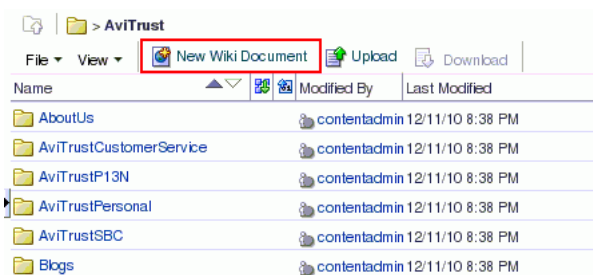 > AviTrust
File View New Wiki Document Upload Download
Name Modified By Last Modified
AboutUs contentadmin 12/11/10 8:38 PM
AviTrustCustomerService contentadmin 12/11/10 8:38 PM
AviTrustP13N contentadmin 12/11/10 8:38 PM
AviTrustPersonal contentadmin 12/11/10 8:38 PM
AviTrustSBC contentadmin 12/11/10 8:38 PM
Blogs contentadmin 12/11/10 8:38 PM